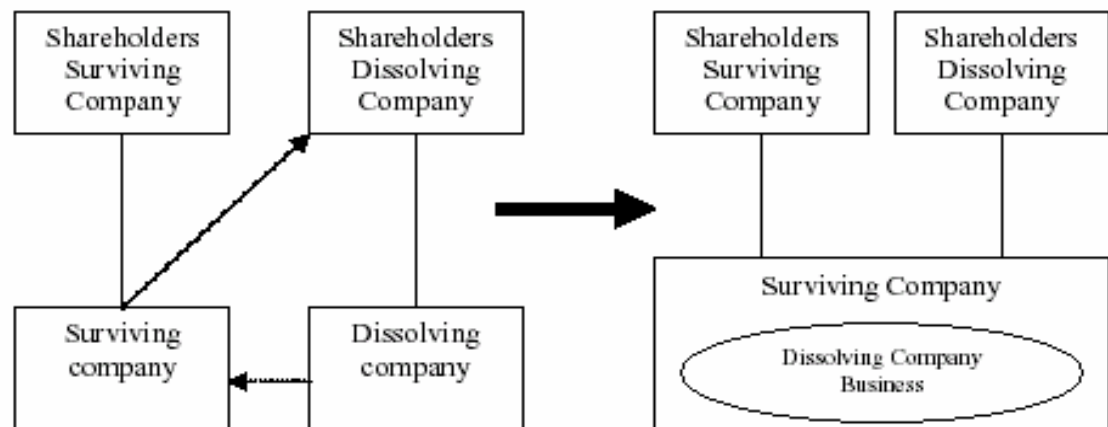 Shareholders
Surviving
Company
Shareholders
Dissolving
Company
Surviving
company
Dissolving
company
Shareholders
Surviving
Company
Shareholders
Dissolving
Company
Surviving Company
Dissolving Company
Business